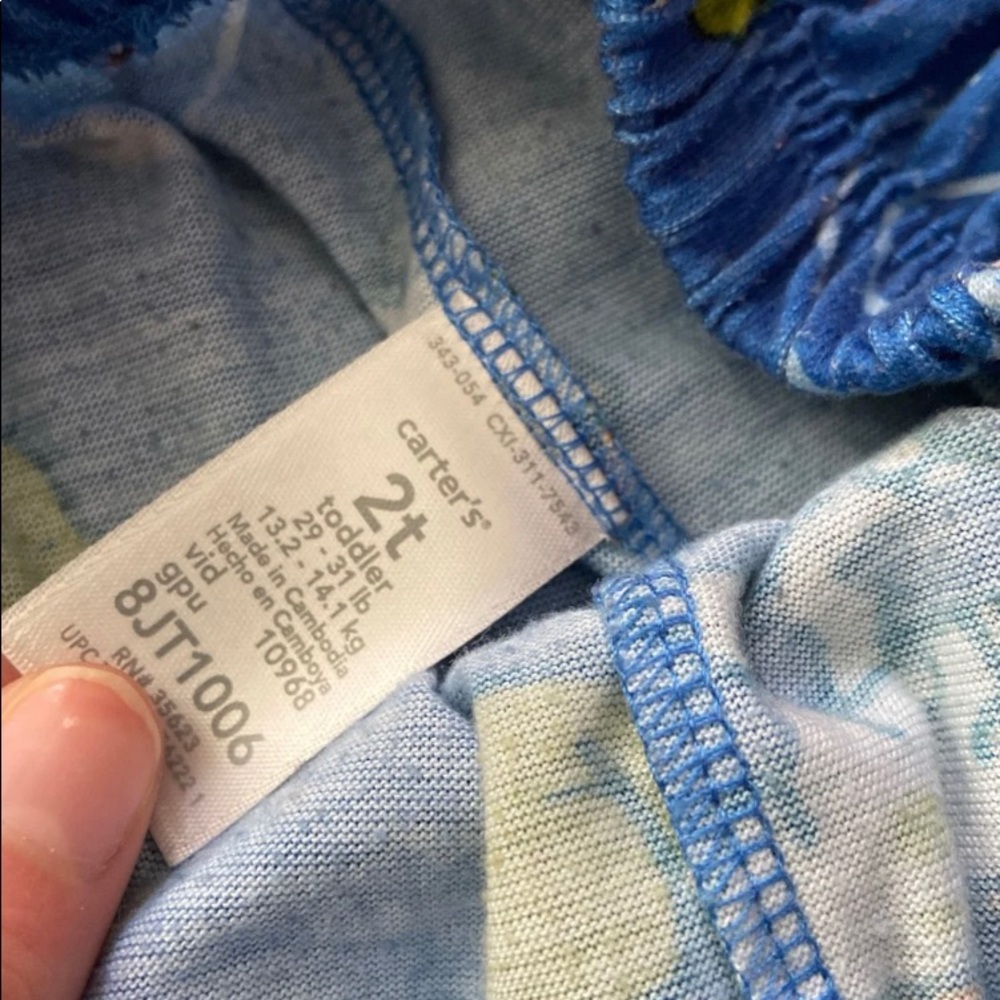 343-054 CXI-311-7543
carter's®
2t
toddler
29 - 31 lb
13.2 - 14.1 kg
Made in Cambodia
Hecho en Camboya
vid 10968
gpu
8JT1006
RN# 35623
UPC